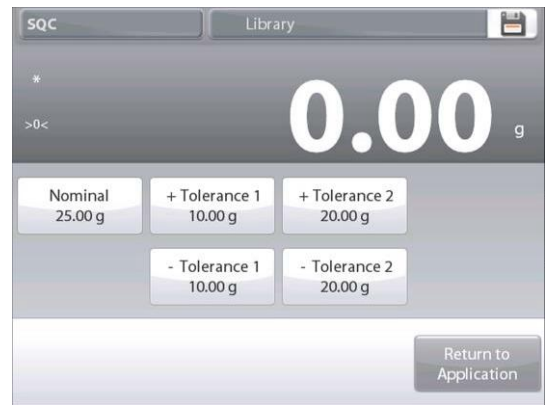 SQC
Library
*
>0<
0.00 g
Nominal
25.00 g
+ Tolerance 1
10.00 g
+ Tolerance 2
20.00 g
- Tolerance 1
10.00 g
- Tolerance 2
20.00 g
Return to
Application